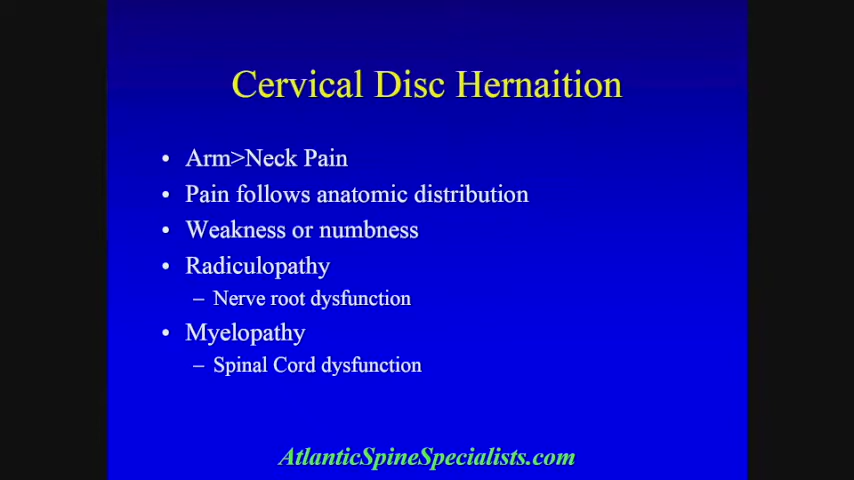 Cervical Disc Hernaition
• Arm>Neck Pain
• Pain follows anatomic distribution
• Weakness or numbness
• Radiculopathy
– Nerve root dysfunction
• Myelopathy
– Spinal Cord dysfunction
AtlanticSpineSpecialists.com